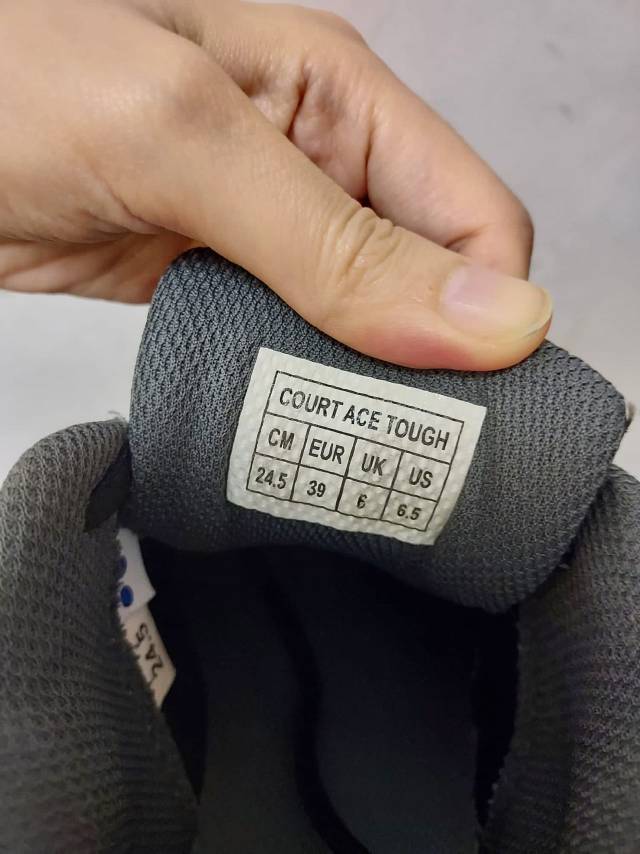 COURT ACE TOUGH
CM EUR UK US
24.5 39 6 6.5
24.5